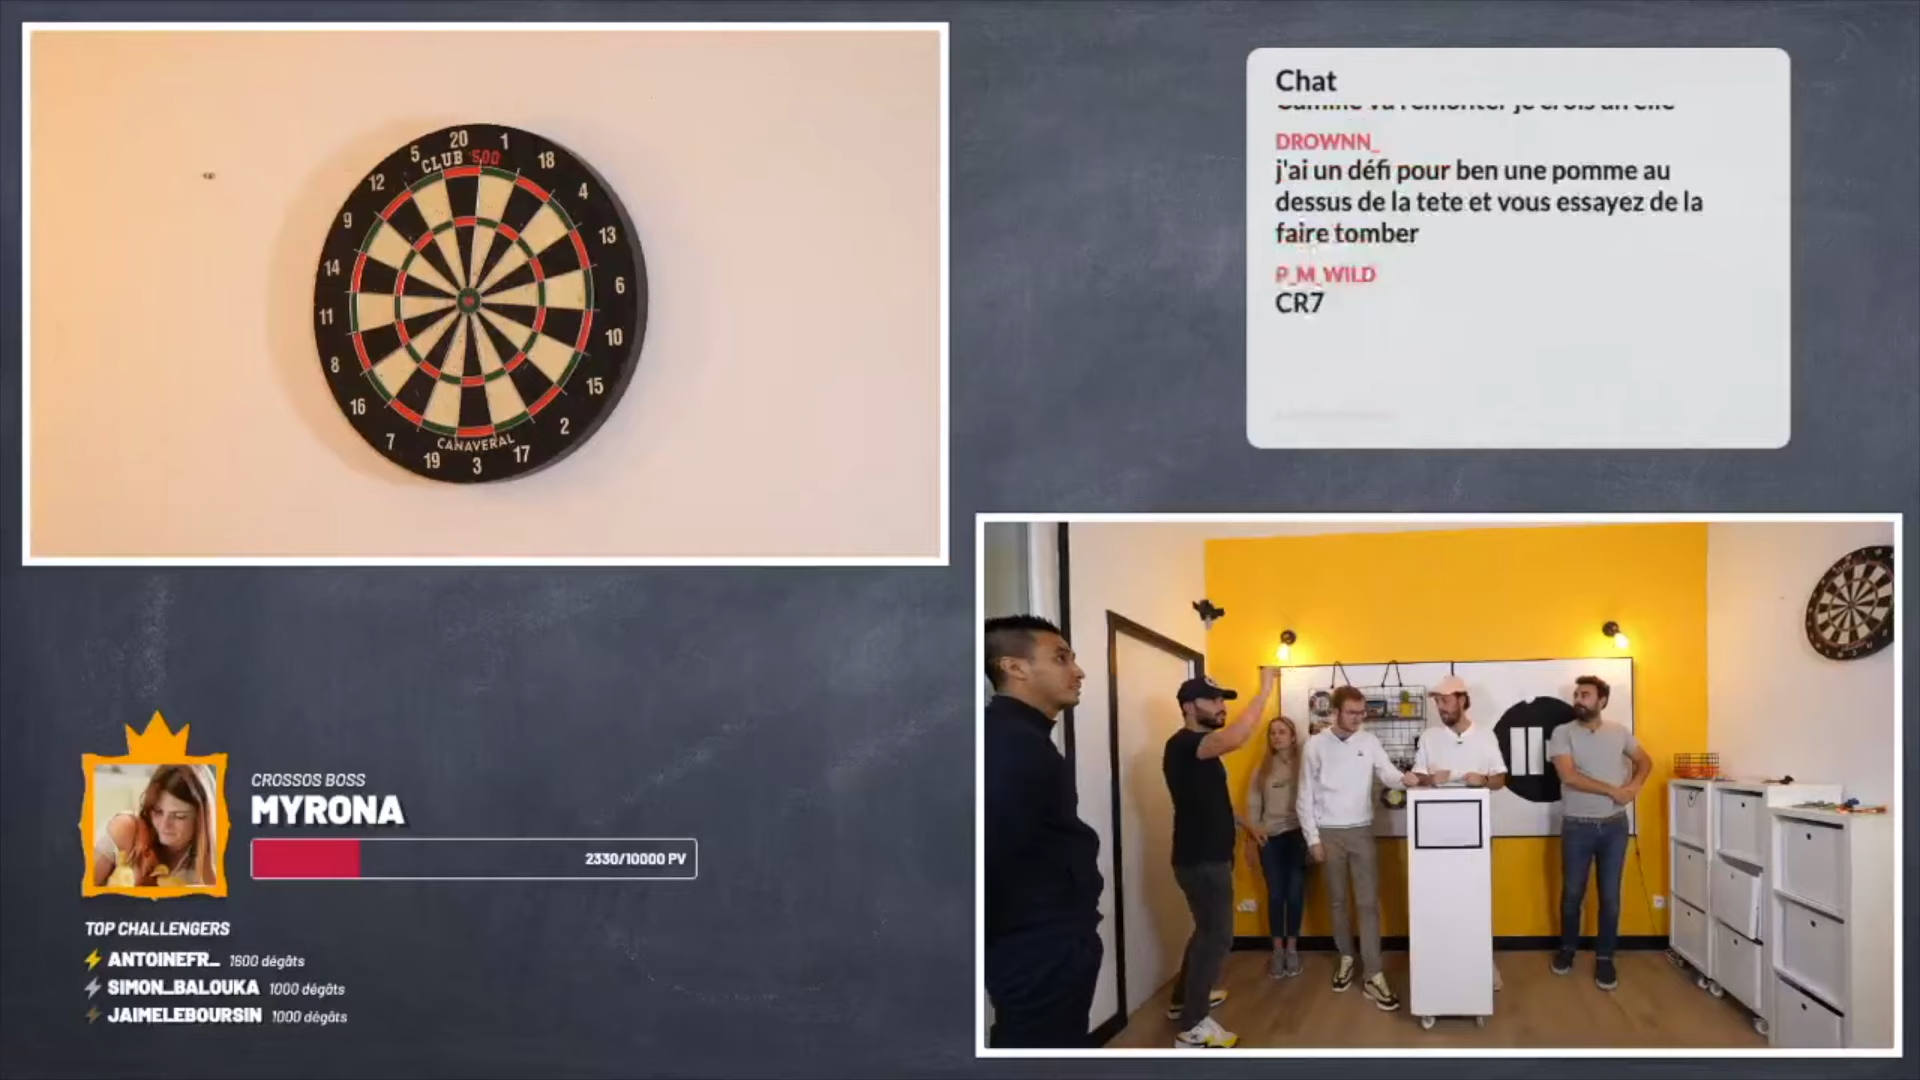 20
1
5
CLUB 500
18
12
4
9
13
14
6
11
10
8
15
16
2
7
CANAVERAL
19
3
17
Chat
DROWNN_
j'ai un défi pour ben une pomme au
dessus de la tete et vous essayez de la
faire tomber
P_M_WILD
CR7
CROSSOS BOSS
MYRONA
2330/10000 PV
TOP CHALLENGERS
ANTOINEFR_ 1600 dégâts
SIMON_BALOUKA 1000 dégâts
JAIMELEBOURSIN 1000 dégâts